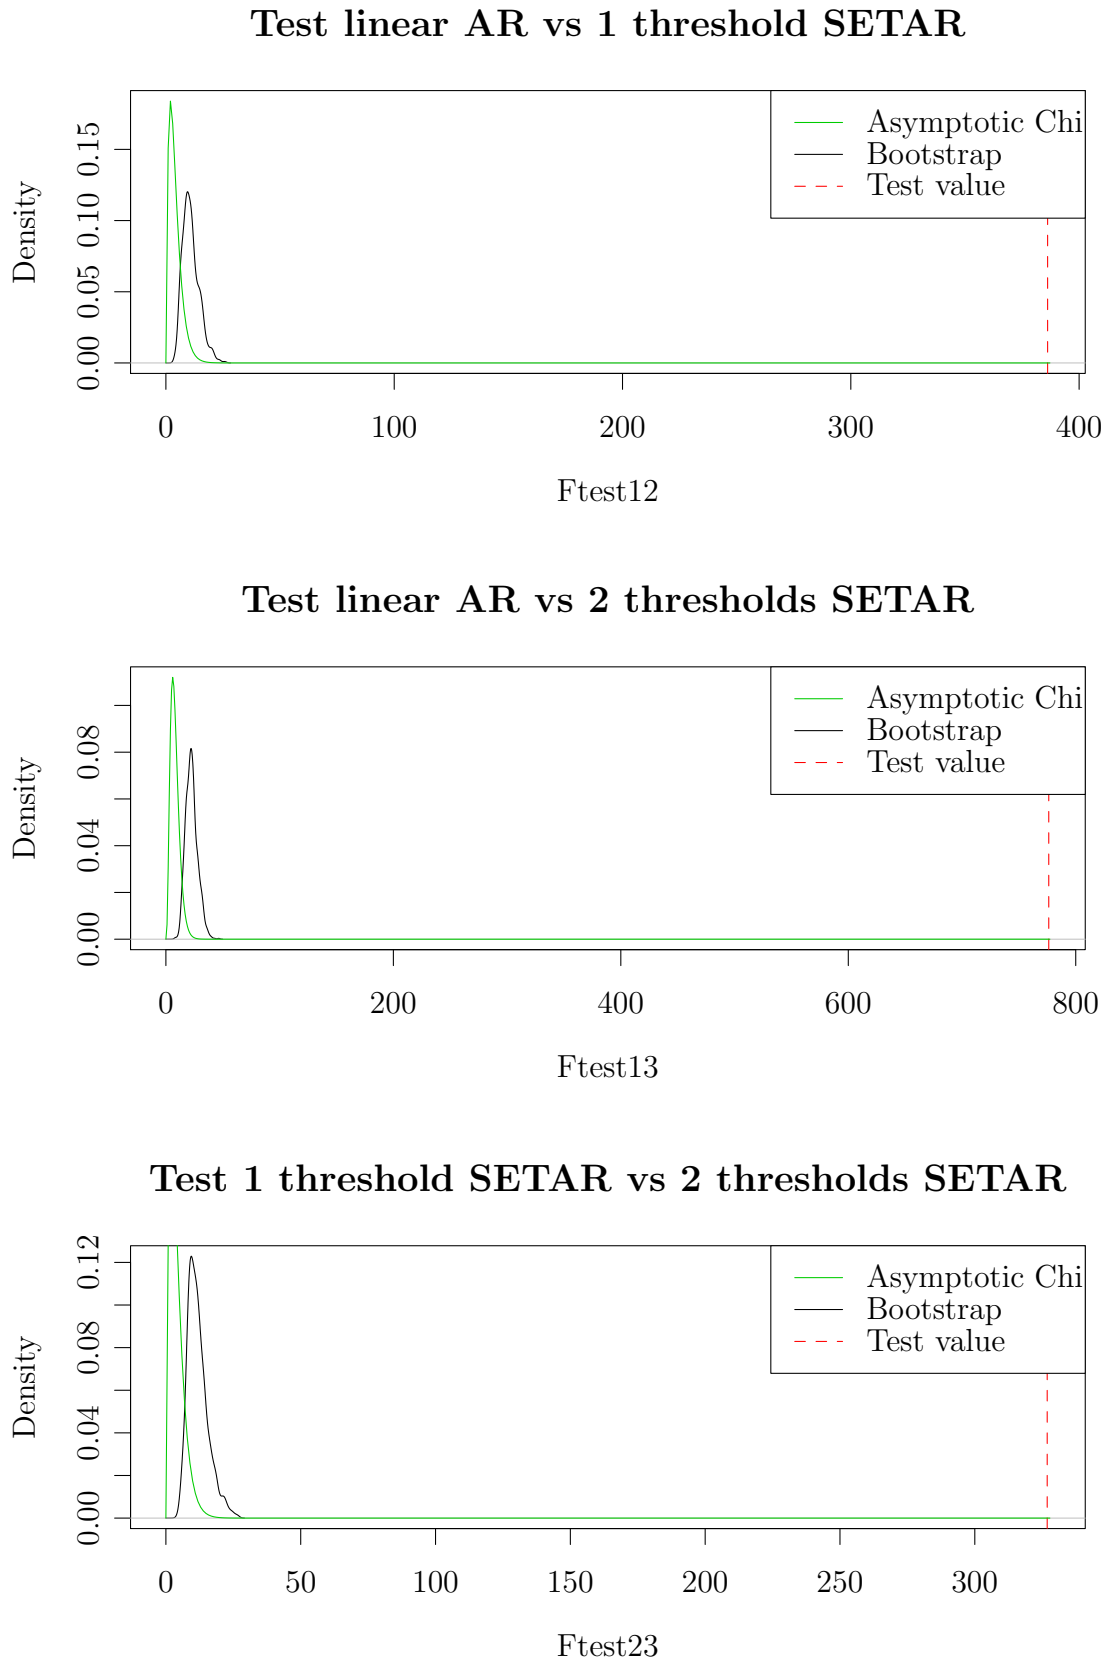 Test linear AR vs 1 threshold SETAR
Asymptotic Chi
Bootstrap
Test value
Density
0.00 0.05 0.10 0.15
0 100 200 300 400
Ftest12
Test linear AR vs 2 thresholds SETAR
Asymptotic Chi
Bootstrap
Test value
Density
0.00 0.04 0.08
0 200 400 600 800
Ftest13
Test 1 threshold SETAR vs 2 thresholds SETAR
Asymptotic Chi
Bootstrap
Test value
Density
0.00 0.04 0.08 0.12
0 50 100 150 200 250 300
Ftest23